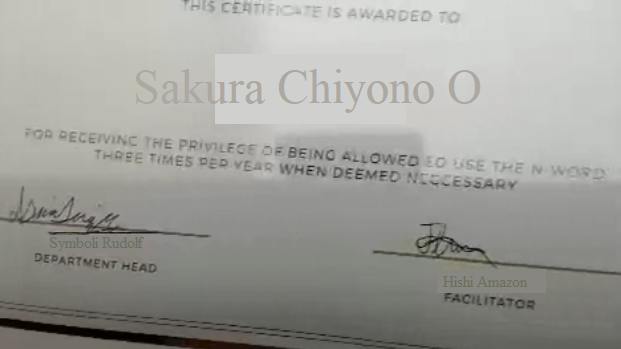 THIS CERTIFICATE IS AWARDED TO
Sakura Chiyono O
FOR RECEIVING THE PRIVILEGE OF BEING ALLOWED TO USE THE N WORD
THREE TIMES PER YEAR WHEN DEEMED NECCESSARY
Symboli Rudolf
DEPARTMENT HEAD
Hishi Amazon
FACILITATOR